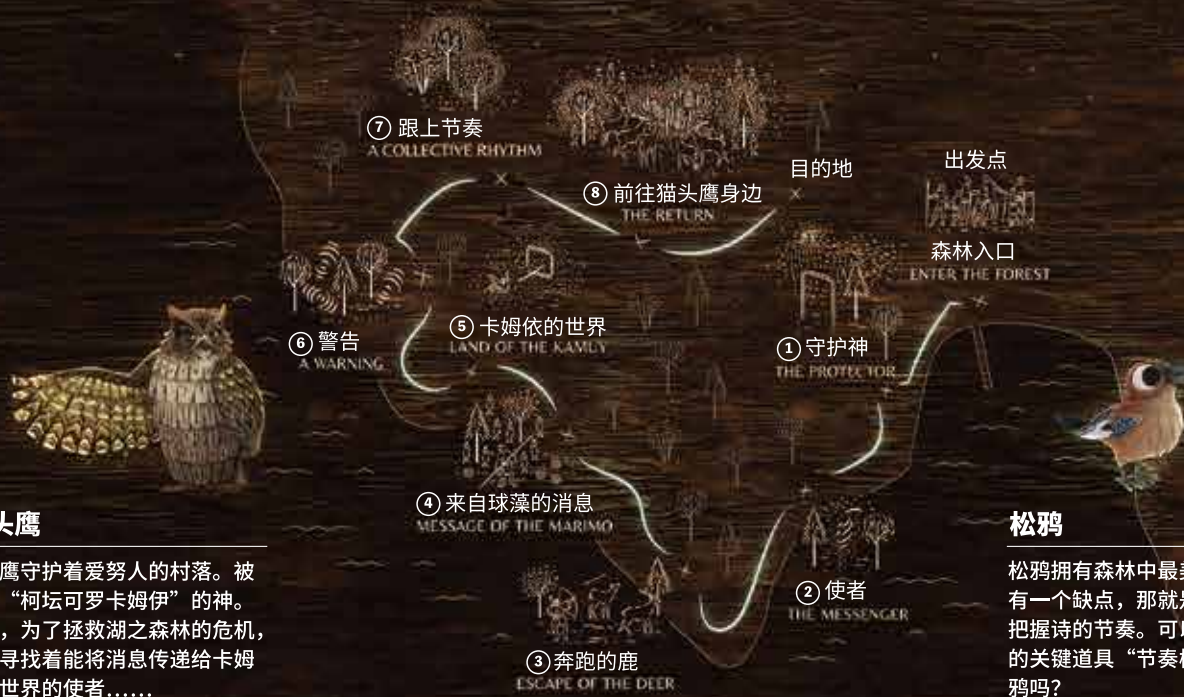 ⑦ 跟上节奏
A COLLECTIVE RHYTHM
⑧ 前往猫头鹰身边
THE RETURN
目的地
出发点
森林入口
ENTER THE FOREST
⑥ 警告
A WARNING
⑤ 卡姆依的世界
LAND OF THE KAMUY
① 守护神
THE PROTECTOR
④ 来自球藻的消息
MESSAGE OF THE MARIMO
② 使者
THE MESSENGER
③ 奔跑的鹿
ESCAPE OF THE DEER
头鹰
鹰守护着爱努人的村落。被
“柯坛可罗卡姆伊”的神。
，为了拯救湖之森林的危机，
寻找着能将消息传递给卡姆
世界的使者……
松鸦
松鸦拥有森林中最
有一个缺点，那就是
把握诗的节奏。可以
的关键道具“节奏
鸦吗？